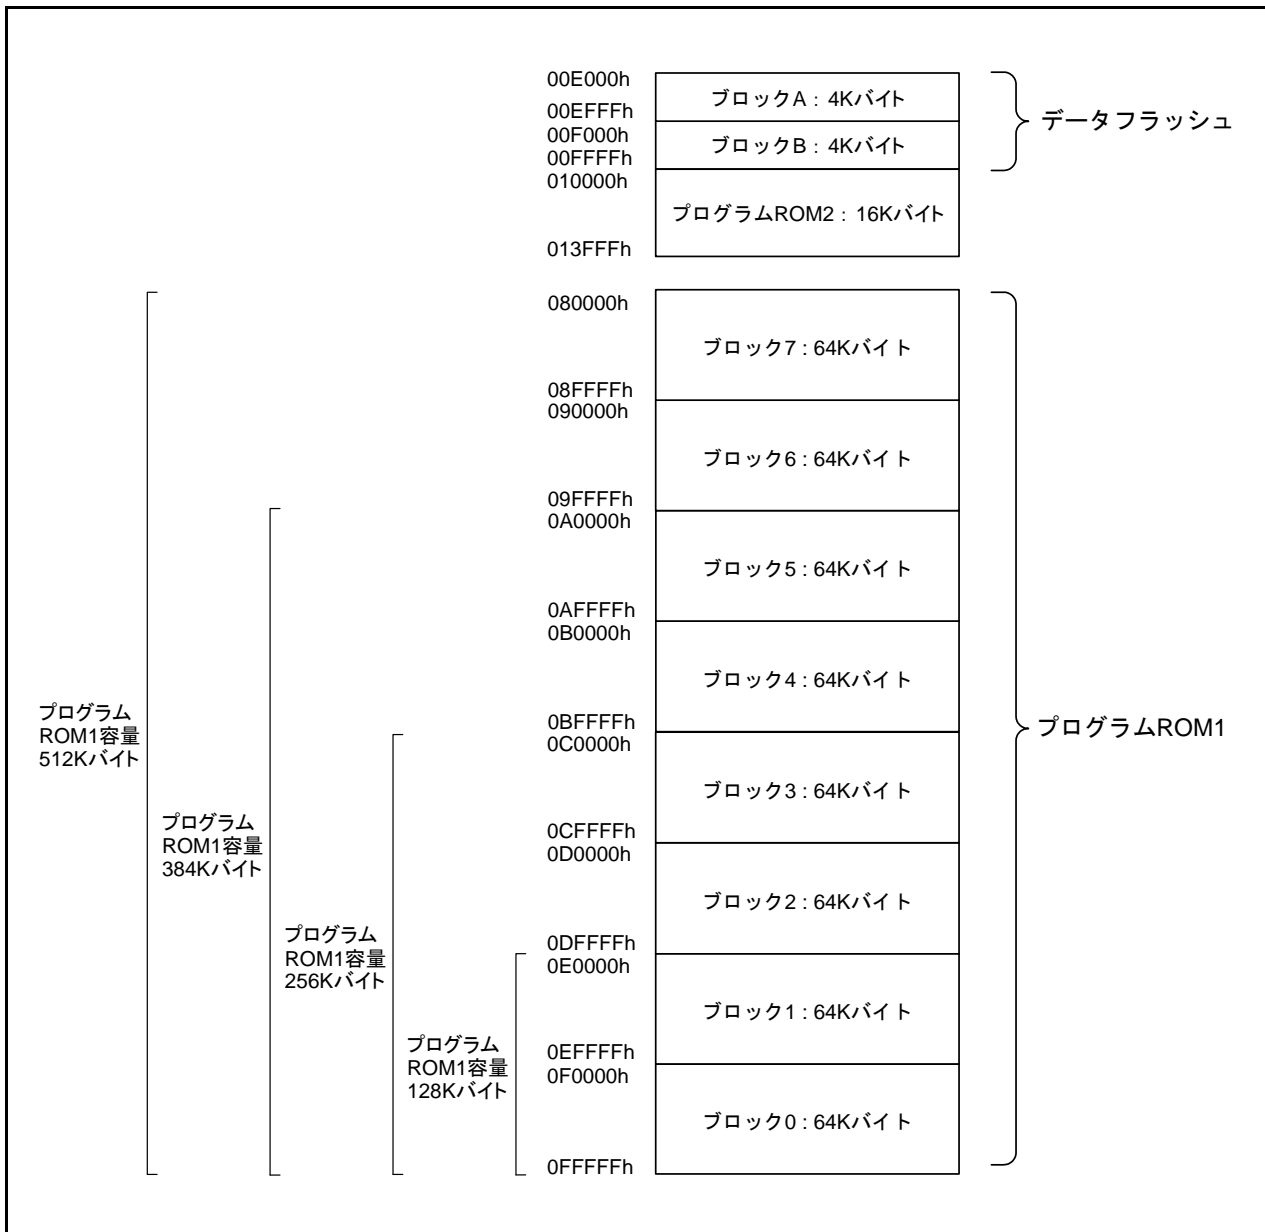 00E000h
ブロックA : 4Kバイト
00EFFFh
00F000h
ブロックB : 4Kバイト
00FFFFh
データフラッシュ
010000h
プログラムROM2 : 16Kバイト
013FFFh
080000h
ブロック7 : 64Kバイト
08FFFFh
090000h
ブロック6 : 64Kバイト
09FFFFh
0A0000h
ブロック5 : 64Kバイト
0AFFFFh
0B0000h
ブロック4 : 64Kバイト
0BFFFFh
0C0000h
ブロック3 : 64Kバイト
0CFFFFh
0D0000h
ブロック2 : 64Kバイト
0DFFFFh
0E0000h
ブロック1 : 64Kバイト
0EFFFFh
0F0000h
ブロック0 : 64Kバイト
0FFFFFh
プログラムROM1
プログラム
ROM1容量
512Kバイト
プログラム
ROM1容量
384Kバイト
プログラム
ROM1容量
256Kバイト
プログラム
ROM1容量
128Kバイト